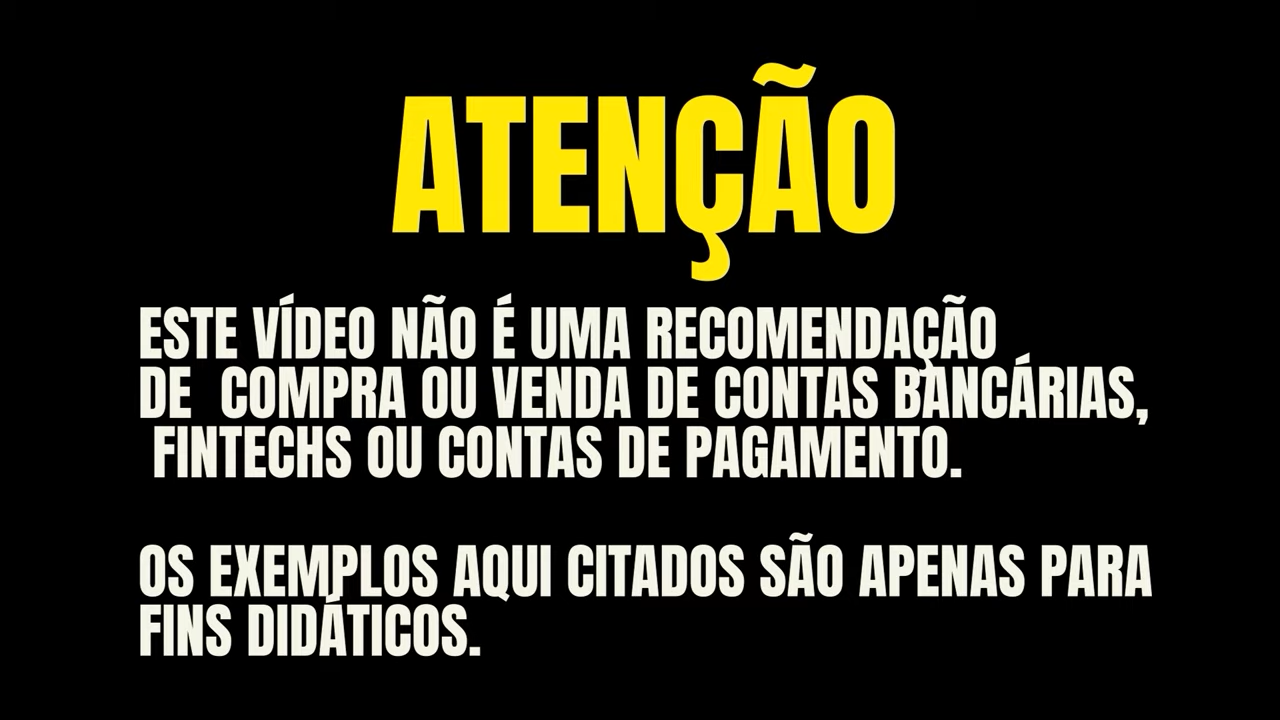 ATENÇÃO
ESTE VÍDEO NÃO É UMA RECOMENDAÇÃO
DE COMPRA OU VENDA DE CONTAS BANCÁRIAS,
FINTECHS OU CONTAS DE PAGAMENTO.
OS EXEMPLOS AQUI CITADOS SÃO APENAS PARA
FINS DIDÁTICOS.